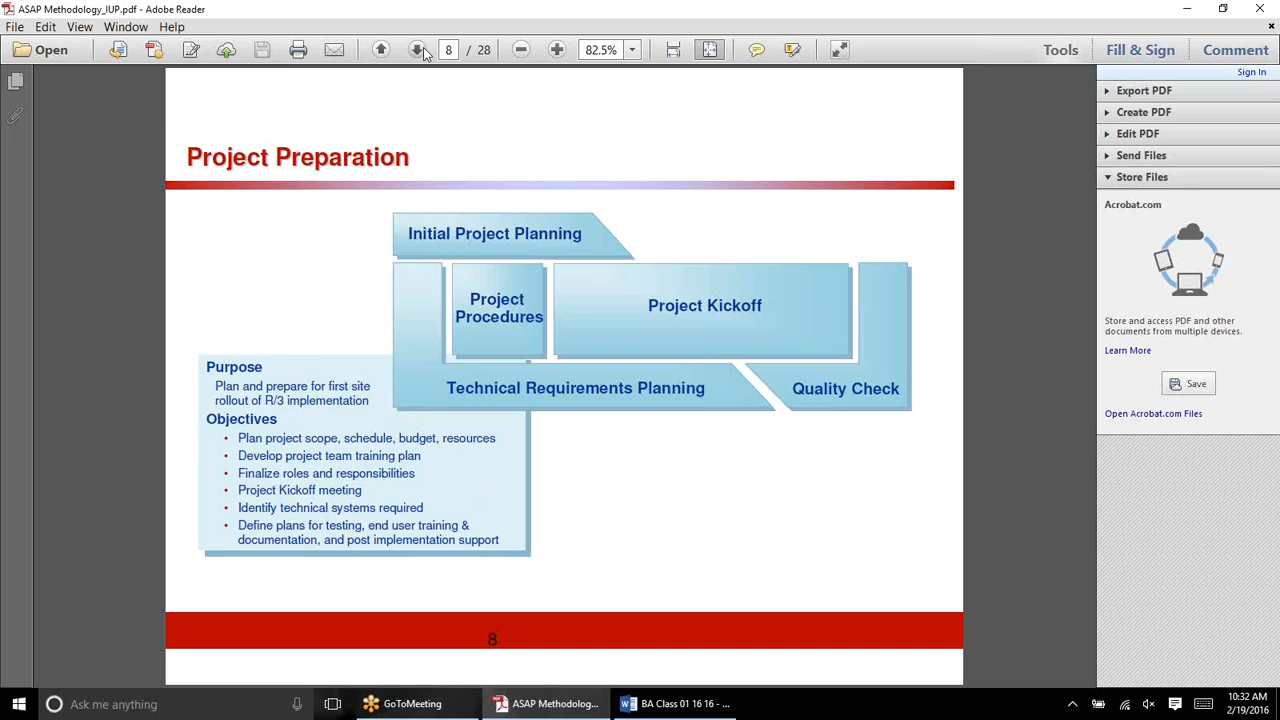 ASAP Methodology_IUP.pdf - Adobe Reader
File Edit View Window Help
Open 8 / 28 82.5% Tools Fill & Sign Comment
Sign In
Export PDF
Create PDF
Edit PDF
Send Files
Store Files
Acrobat.com
Store and access PDF and other
documents from multiple devices.
Learn More
Save
Open Acrobat.com Files
Project Preparation
Initial Project Planning
Project
Procedures
Project Kickoff
Technical Requirements Planning
Quality Check
Purpose
Plan and prepare for first site
rollout of R/3 implementation
Objectives
• Plan project scope, schedule, budget, resources
• Develop project team training plan
• Finalize roles and responsibilities
• Project Kickoff meeting
• Identify technical systems required
• Define plans for testing, end user training &
documentation, and post implementation support
8
Ask me anything
GoToMeeting
ASAP Methodolog...
BA Class 01 16 16 - ...
10:32 AM
2/19/2016